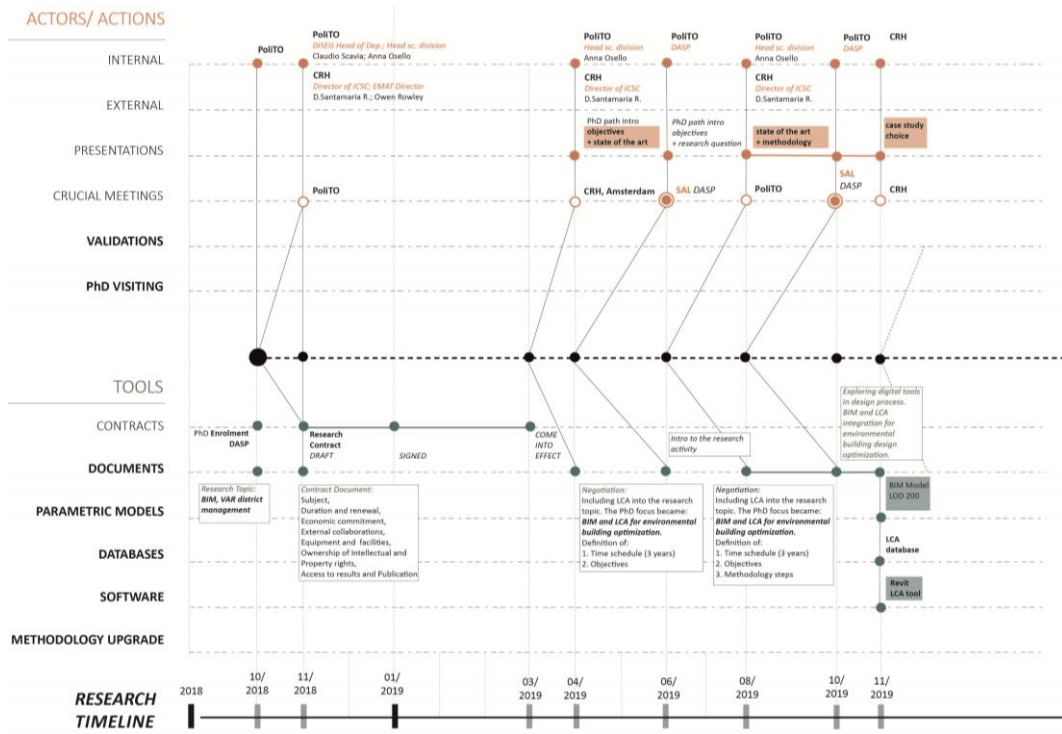 ACTORS/ ACTIONS
INTERNAL
EXTERNAL
PRESENTATIONS
CRUCIAL MEETINGS
VALIDATIONS
PhD VISITING
PoliTO
PoliTO
DISEG Head of Dep.; Head sc. division
Claudio Scavia; Anna Osello
CRH
Director of ICSC; EMAT Director
D.Santamaria R.; Owen Rowley
PoliTO
Head sc. division
Anna Osello
CRH
Director of ICSC
D.Santamaria R.
PoliTO
DASP
PoliTO
Head sc. division
Anna Osello
CRH
Director of ICSC
D.Santamaria R.
PoliTO
DASP
CRH
PhD path intro
objectives
+ state of the art
PhD path intro
objectives
+ research question
state of the art
+ methodology
case study
choice
PoliTO
CRH, Amsterdam
SAL DASP
PoliTO
SAL
DASP
CRH
TOOLS
CONTRACTS
DOCUMENTS
PARAMETRIC MODELS
DATABASES
SOFTWARE
METHODOLOGY UPGRADE
PhD Enrolment
DASP
Research
Contract
DRAFT
SIGNED
COME
INTO
EFFECT
Intro to the research
activity
Exploring digital tools
in design process.
BIM and LCA
integration for
environmental
building design
optimization.
Research Topic:
BIM, VAR district
management
Contract Document:
Subject,
Duration and renewal,
Economic commitment,
External collaborations,
Equipment and facilities,
Ownership of Intellectual and
Property rights,
Access to results and Publication
Negotiation:
Including LCA into the research
topic. The PhD focus became:
BIM and LCA for environmental
building optimization.
Definition of:
1. Time schedule (3 years)
2. Objectives
Negotiation:
Including LCA into the research
topic. The PhD focus became:
BIM and LCA for environmental
building optimization.
Definition of:
1. Time schedule (3 years)
2. Objectives
3. Methodology steps
BIM Model
LOD 200
LCA
database
Revit
LCA tool
RESEARCH
TIMELINE
2018
10/
2018
11/
2018
01/
2019
03/
2019
04/
2019
06/
2019
08/
2019
10/
2019
11/
2019